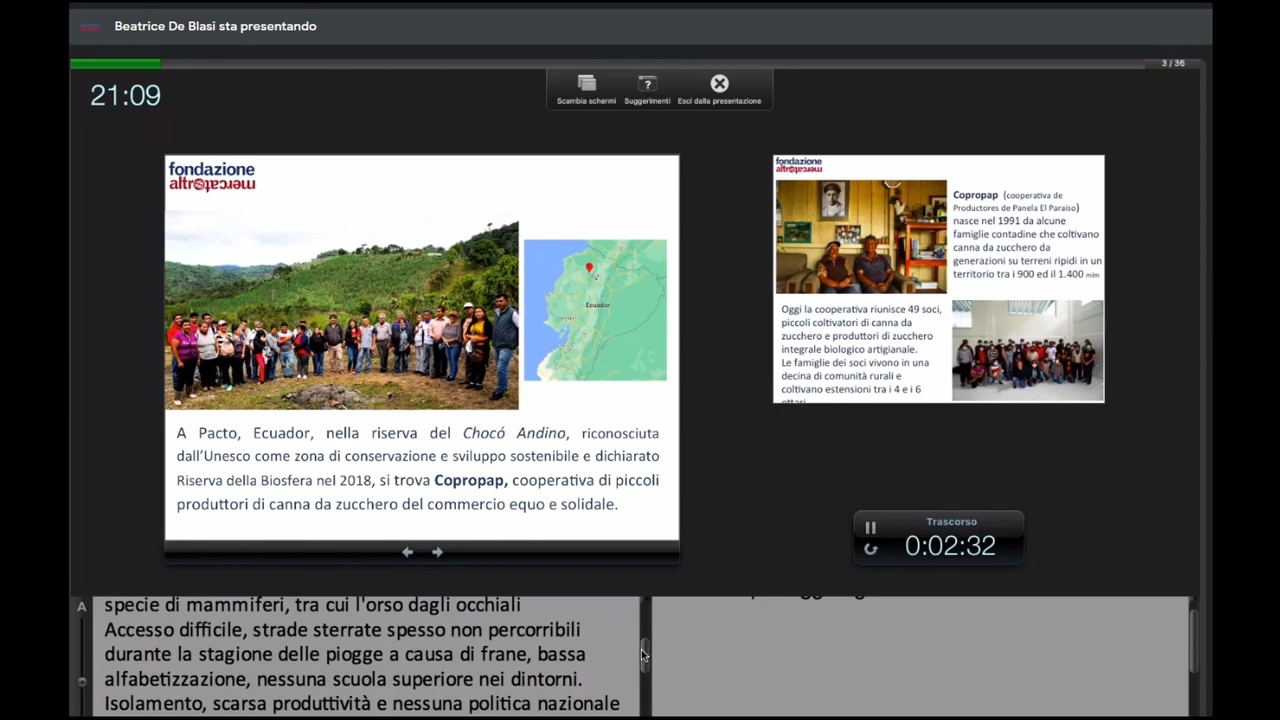 Beatrice De Blasi sta presentando
3 / 36
21:09
Scambia schermi
Suggerimenti
Esci dalla presentazione
fondazione
altromercato
Ecuador
A Pacto, Ecuador, nella riserva del Chocó Andino, riconosciuta
dall'Unesco come zona di conservazione e sviluppo sostenibile e dichiarato
Riserva della Biosfera nel 2018, si trova Copropap, cooperativa di piccoli
produttori di canna da zucchero del commercio equo e solidale.
fondazione
altromercato
Copropap (cooperativa de
Productores de Panela El Paraiso)
nasce nel 1991 da alcune
famiglie contadine che coltivano
canna da zucchero da
generazioni su terreni ripidi in un
territorio tra i 900 ed il 1.400 mlm
Oggi la cooperativa riunisce 49 soci,
piccoli coltivatori di canna da
zucchero e produttori di zucchero
integrale biologico artigianale.
Le famiglie dei soci vivono in una
decina di comunità rurali e
coltivano estensioni tra i 4 e i 6
ettari
Trascorso
0:02:32
A
specie di mammiferi, tra cui l'orso dagli occhiali
Accesso difficile, strade sterrate spesso non percorribili
durante la stagione delle piogge a causa di frane, bassa
alfabetizzazione, nessuna scuola superiore nei dintorni.
Isolamento, scarsa produttività e nessuna politica nazionale